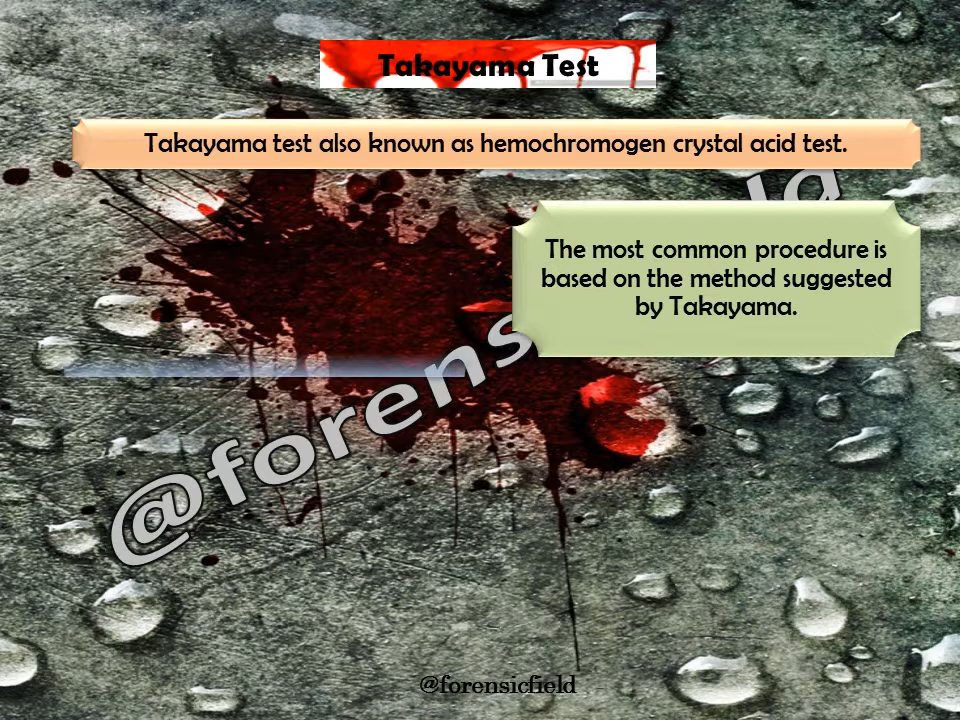 Takayama Test
Takayama test also known as hemochromogen crystal acid test.
The most common procedure is
based on the method suggested
by Takayama.
@forensicfield